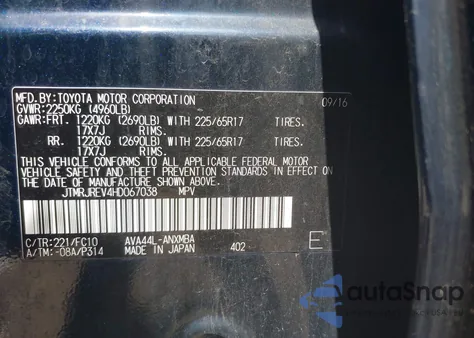 MFD.BY:TOYOTA MOTOR CORPORATION 09/16
GVWR:2250KG (4960LB)
GAWR:FRT. 1220KG (2690LB) WITH 225/65R17 TIRES.
17X7J RIMS.
RR. 1220KG (2690LB) WITH 225/65R17 TIRES.
17X7J RIMS.
THIS VEHICLE CONFORMS TO ALL APPLICABLE FEDERAL MOTOR
VEHICLE SAFETY AND THEFT PREVENTION STANDARDS IN EFFECT ON
THE DATE OF MANUFACTURE SHOWN ABOVE.
JTMRJREV4HD067038 MPV
C/TR:221/FC10 AVA44L-ANXMBA
A/TM:-08A/P314 MADE IN JAPAN 402 E
autoSnap